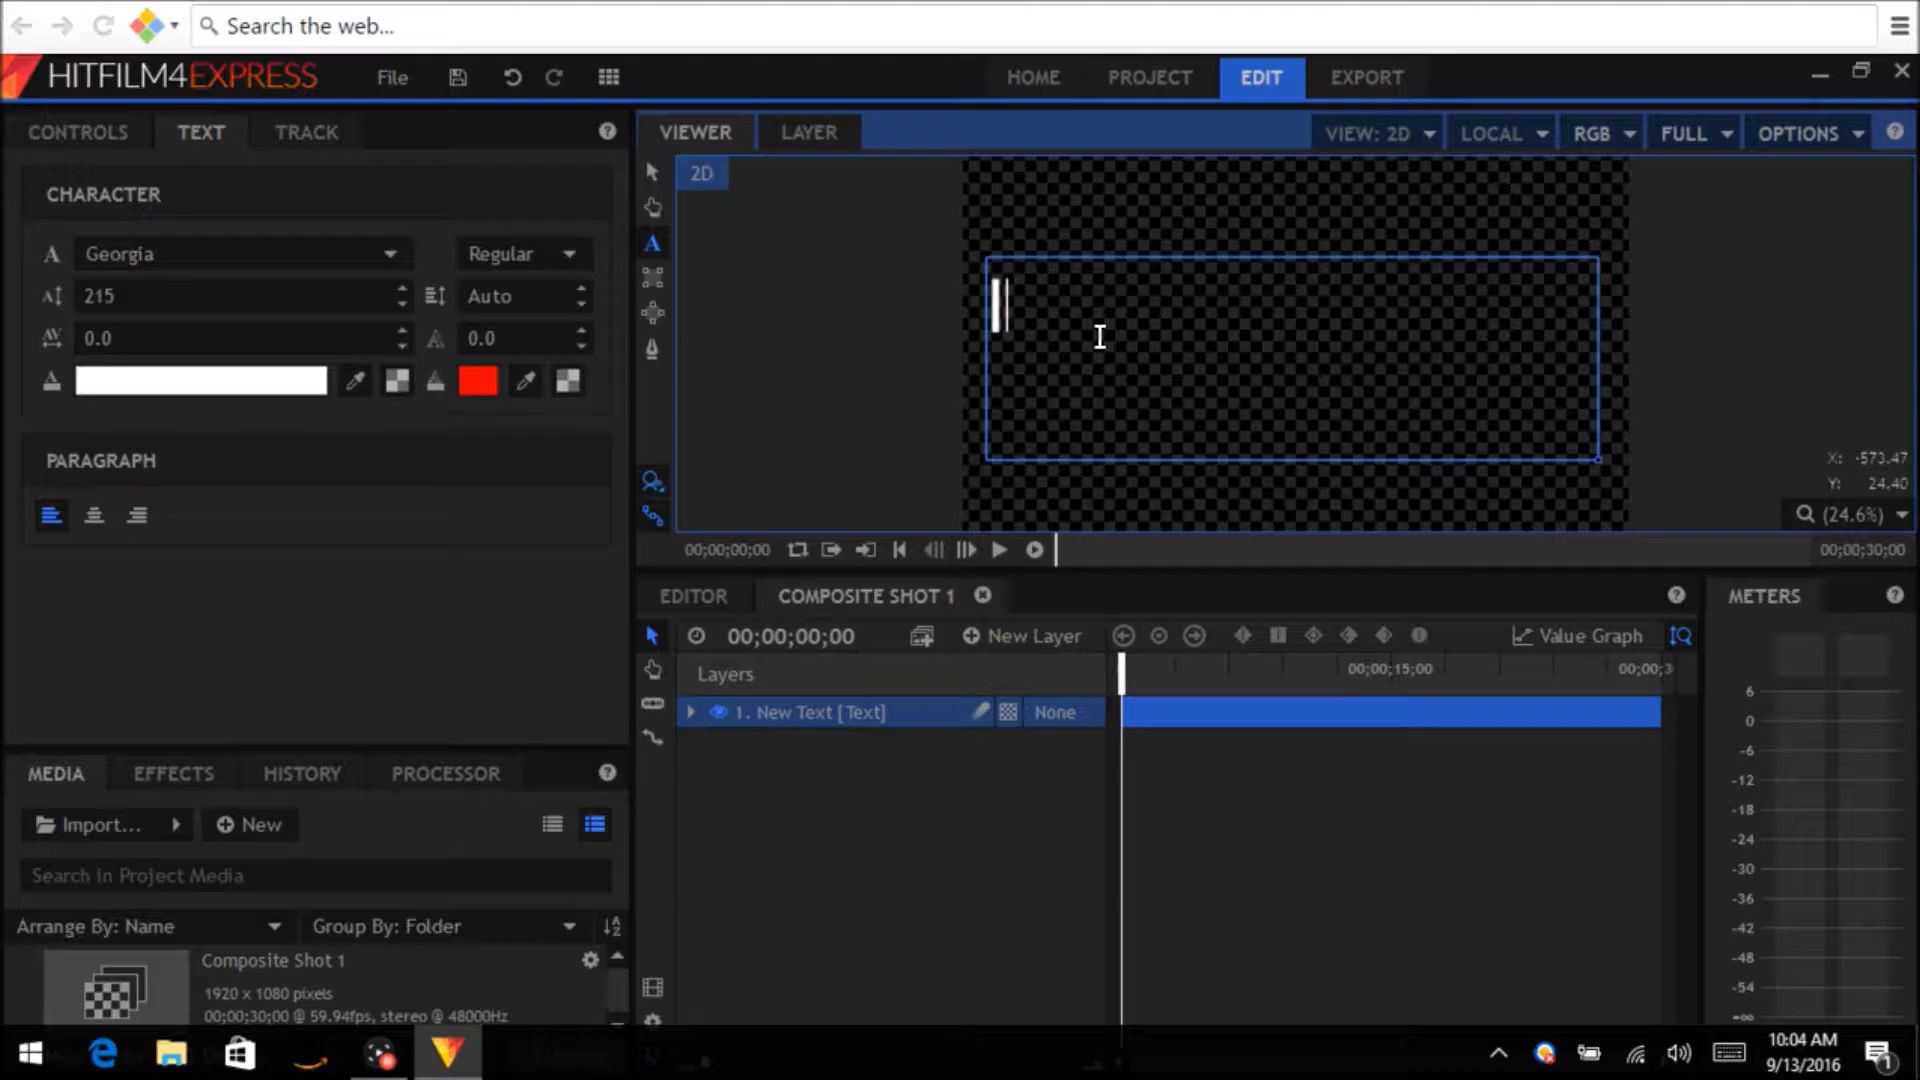 Search the web...
HITFILM4EXPRESS
File
HOME
PROJECT
EDIT
EXPORT
CONTROLS
TEXT
TRACK
VIEWER
LAYER
VIEW: 2D
LOCAL
RGB
FULL
OPTIONS
2D
CHARACTER
Georgia
Regular
215
Auto
0.0
0.0
PARAGRAPH
X: -573.47
Y: 24.40
(24.6%)
00;00;00;00
00;00;30;00
EDITOR
COMPOSITE SHOT 1
METERS
00;00;00;00
New Layer
Value Graph
Layers
00;00;15;00
00;00;3
1. New Text [Text]
None
6
0
-6
-12
-18
-24
-30
-36
-42
-48
-54
-∞
MEDIA
EFFECTS
HISTORY
PROCESSOR
Import...
New
Search in Project Media
Arrange By: Name
Group By: Folder
Composite Shot 1
1920 x 1080 pixels
00;00;30;00 @ 59.94fps, stereo @ 48000Hz
10:04 AM
9/13/2016
1